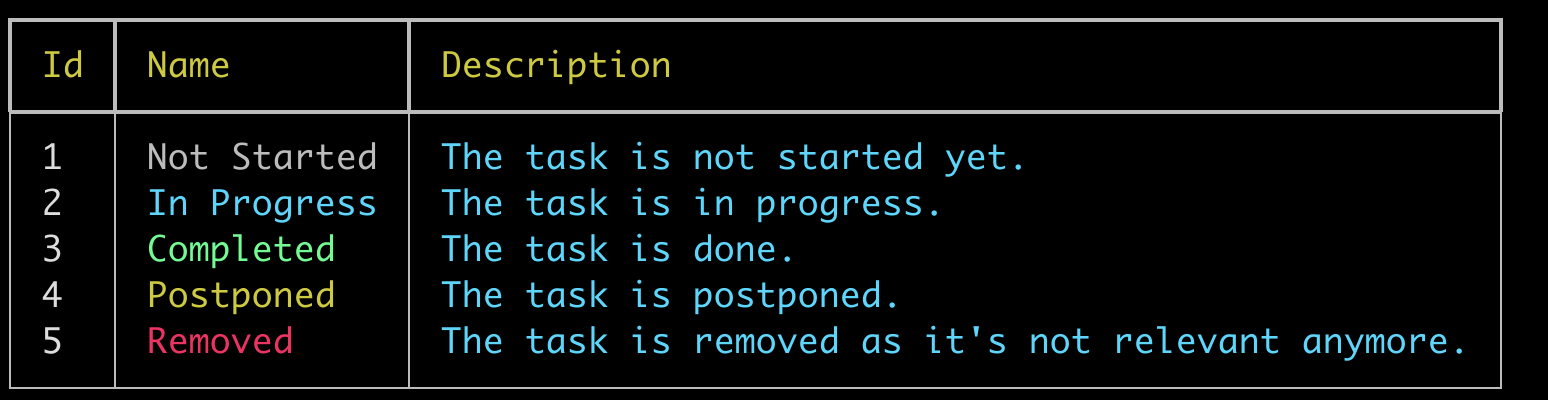 Id Name Description
1 Not Started The task is not started yet.
2 In Progress The task is in progress.
3 Completed The task is done.
4 Postponed The task is postponed.
5 Removed The task is removed as it's not relevant anymore.